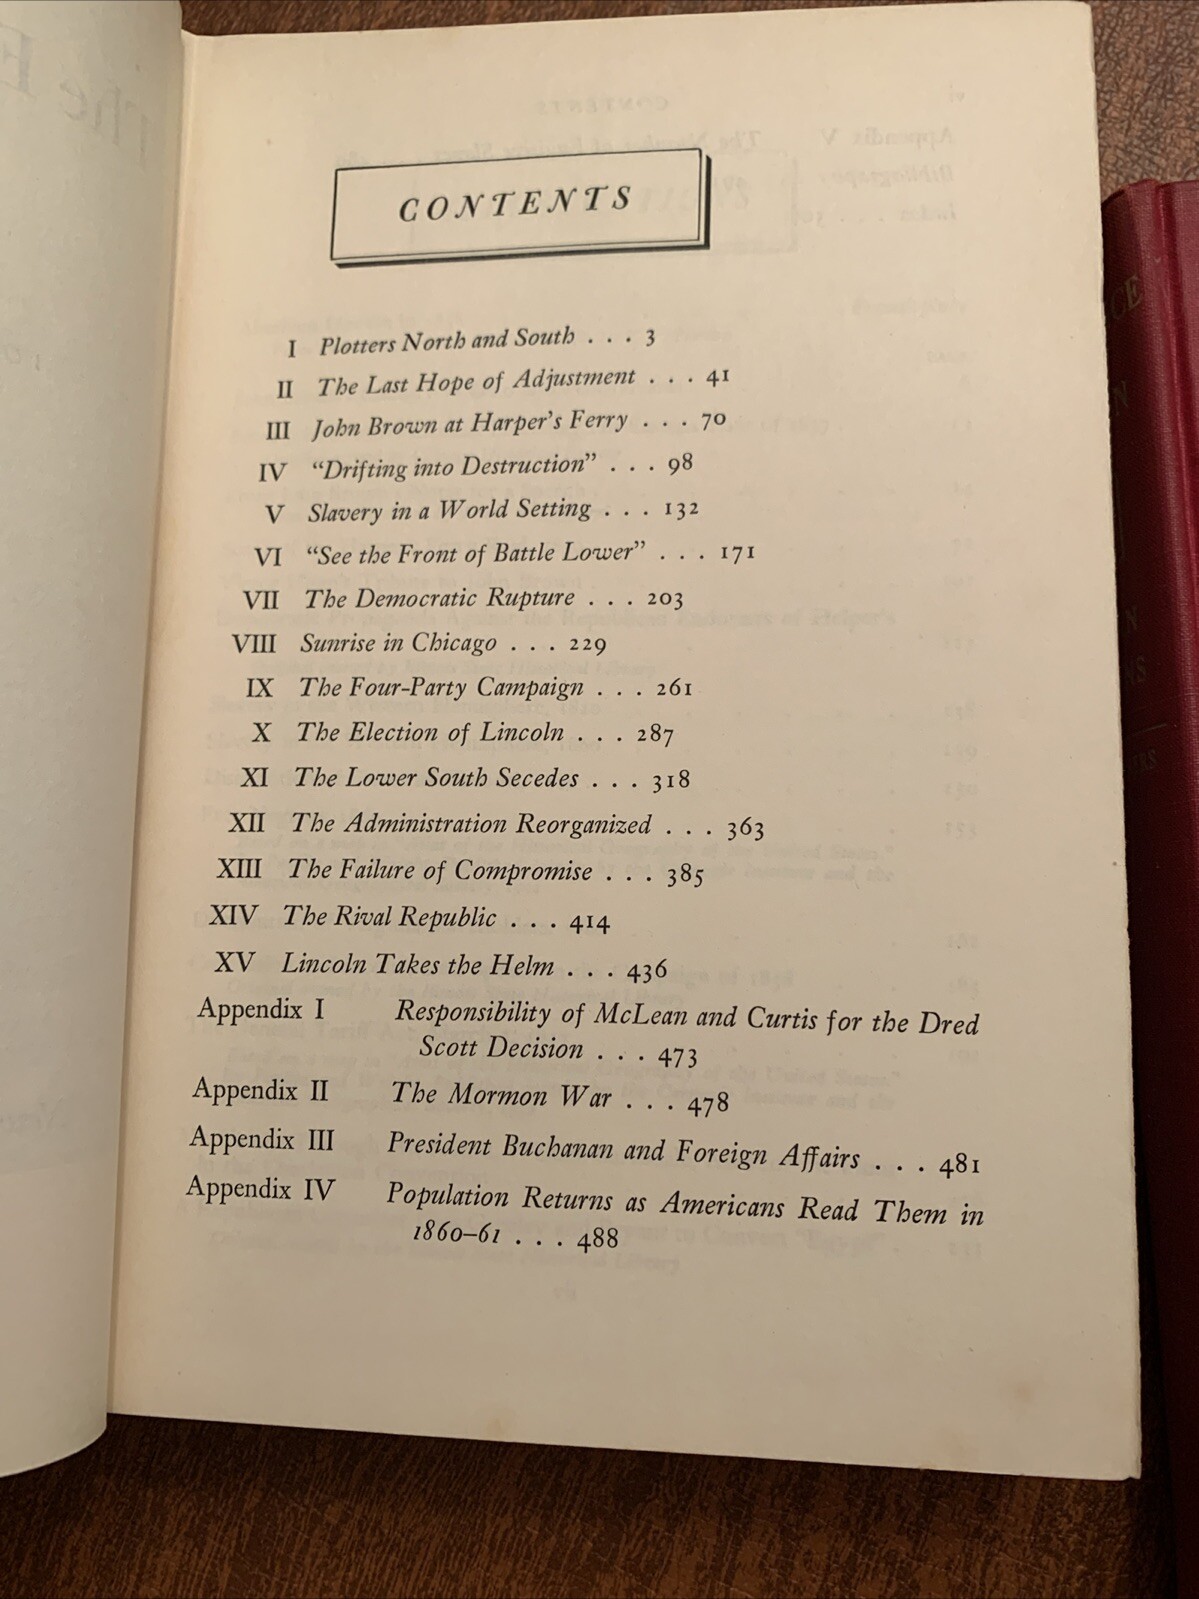 CONTENTS
I Plotters North and South . . . 3
II The Last Hope of Adjustment . . . 41
III John Brown at Harper's Ferry . . . 70
IV “Drifting into Destruction” . . . 98
V Slavery in a World Setting . . . 132
VI “See the Front of Battle Lower” . . . 171
VII The Democratic Rupture . . . 203
VIII Sunrise in Chicago . . . 229
IX The Four-Party Campaign . . . 261
X The Election of Lincoln . . . 287
XI The Lower South Secedes . . . 318
XII The Administration Reorganized . . . 363
XIII The Failure of Compromise . . . 385
XIV The Rival Republic . . . 414
XV Lincoln Takes the Helm . . . 436
Appendix I Responsibility of McLean and Curtis for the Dred
Scott Decision . . . 473
Appendix II The Mormon War . . . 478
Appendix III President Buchanan and Foreign Affairs . . . 481
Appendix IV Population Returns as Americans Read Them in
1860–61 . . . 488